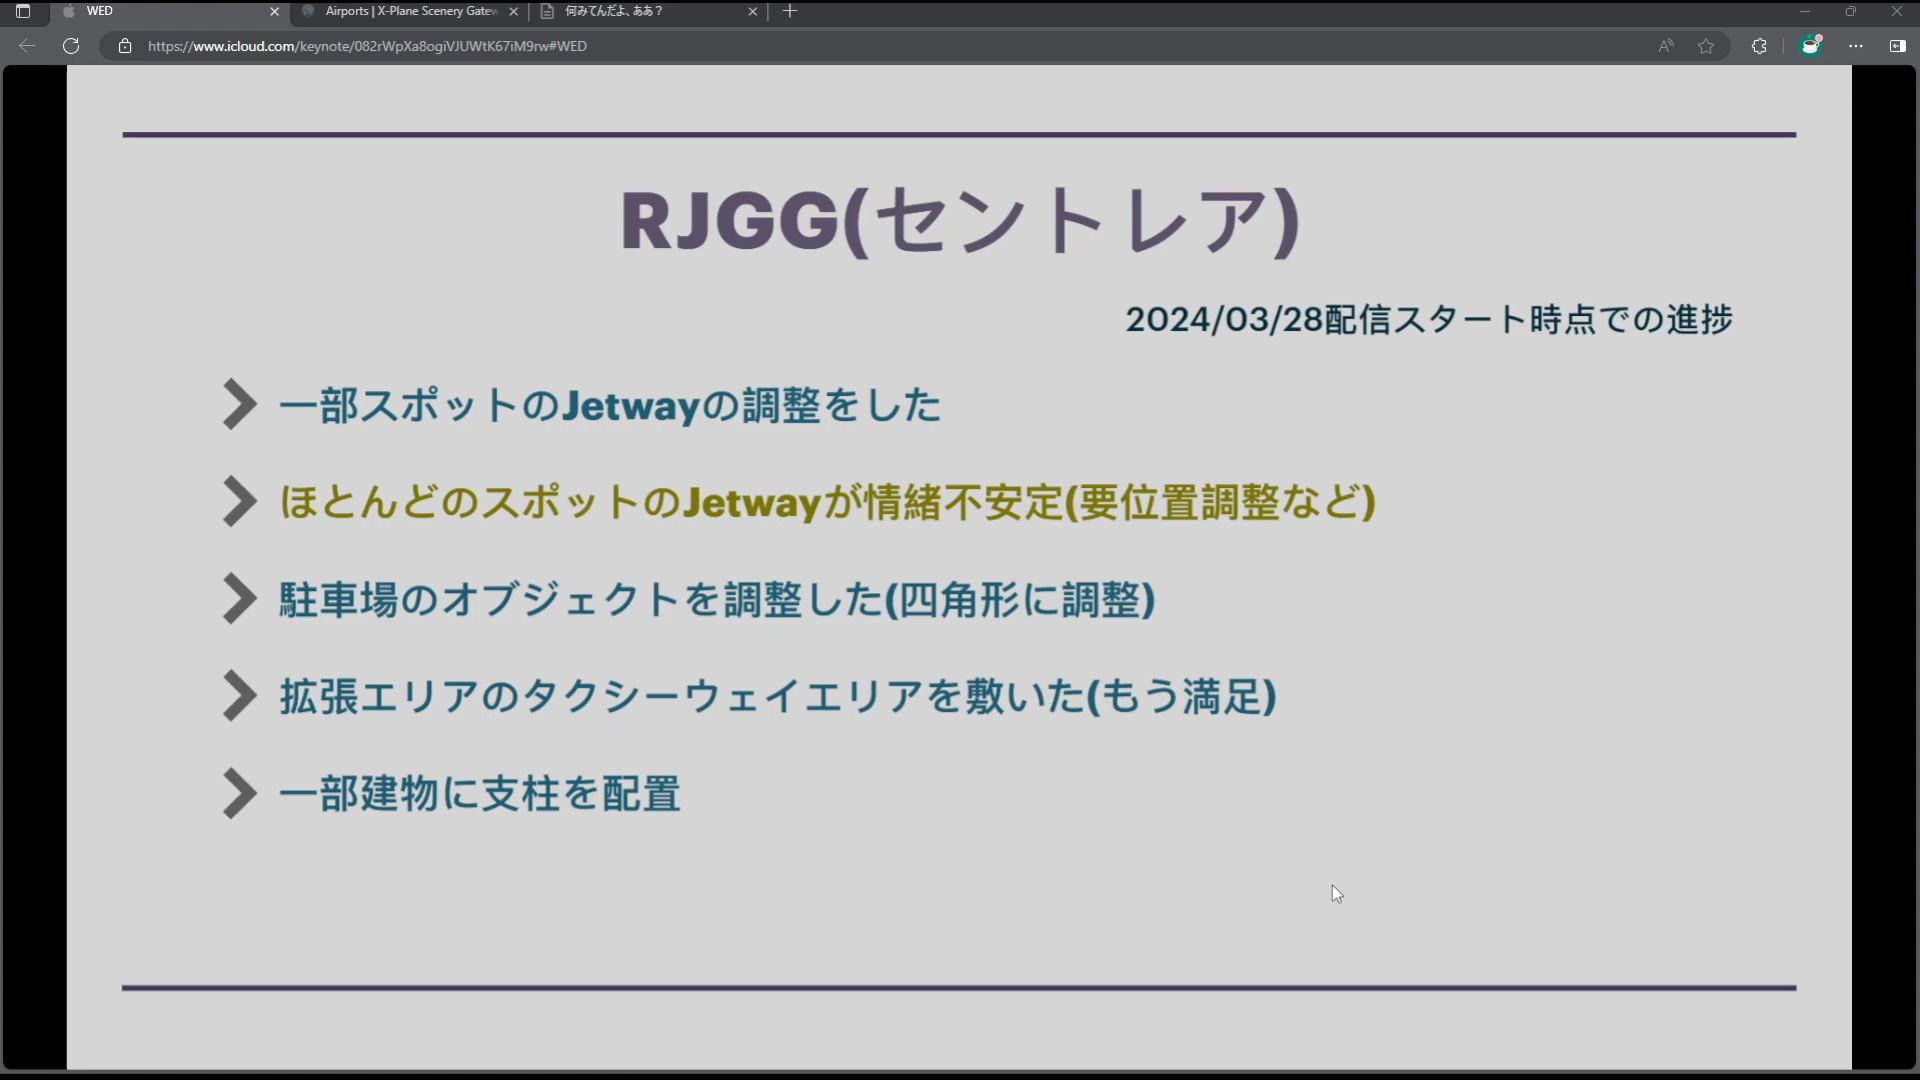 WED
Airports | X-Plane Scenery Gatew
何みてんだよ、ああ？
https://www.icloud.com/keynote/082rWpXa8ogiVJUWtK67iM9rw#WED
RJGG(セントレア)
2024/03/28配信スタート時点での進捗
一部スポットのJetwayの調整をした
ほとんどのスポットのJetwayが情緒不安定(要位置調整など)
駐車場のオブジェクトを調整した(四角形に調整)
拡張エリアのタクシーウェイエリアを敷いた(もう満足)
一部建物に支柱を配置